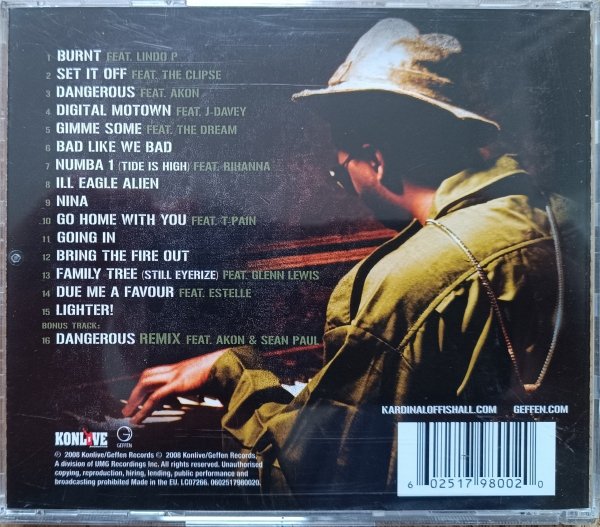 1 BURNT FEAT. LINDO P
2 SET IT OFF FEAT. THE CLIPSE
3 DANGEROUS FEAT. AKON
4 DIGITAL MOTOWN FEAT. J-DAVEY
5 GIMME SOME FEAT. THE DREAM
6 BAD LIKE WE BAD
7 NUMBA 1 (TIDE IS HIGH) FEAT. RIHANNA
8 ILL EAGLE ALIEN
9 NINA
10 GO HOME WITH YOU FEAT. T-PAIN
11 GOING IN
12 BRING THE FIRE OUT
13 FAMILY TREE (STILL EYERIZE) FEAT. GLENN LEWIS
14 DUE ME A FAVOUR FEAT. ESTELLE
15 LIGHTER!
BONUS TRACK:
16 DANGEROUS REMIX FEAT. AKON & SEAN PAUL
KARDINALOFFISHALL.COM GEFFEN.COM
KONLIVE GEFFEN
℗ 2008 Konlive/Geffen Records © 2008 Konlive/Geffen Records,
A division of UMG Recordings Inc. All rights reserved. Unauthorised
copying, reproduction, hiring, lending, public performance and
broadcasting prohibited Made in the EU. LC07266. 0602517980020.
6 02517 98002 0